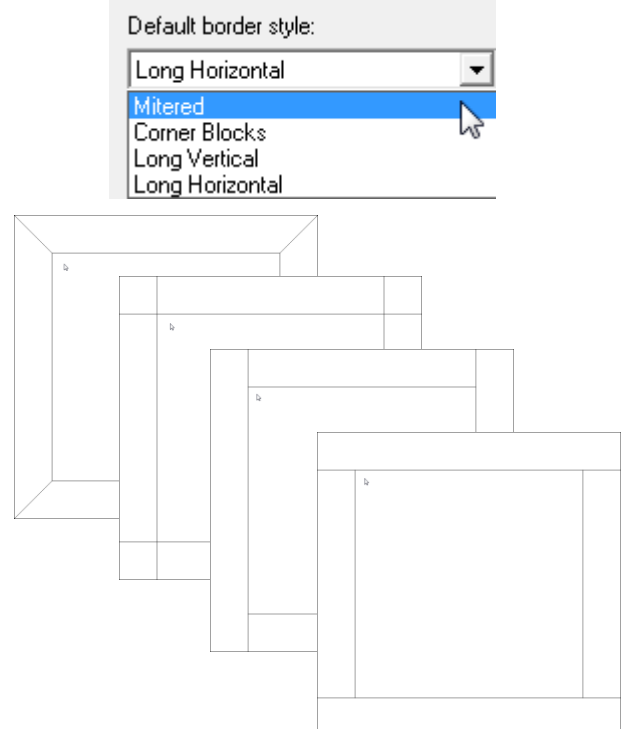 Default border style:
Long Horizontal
Mitered
Corner Blocks
Long Vertical
Long Horizontal